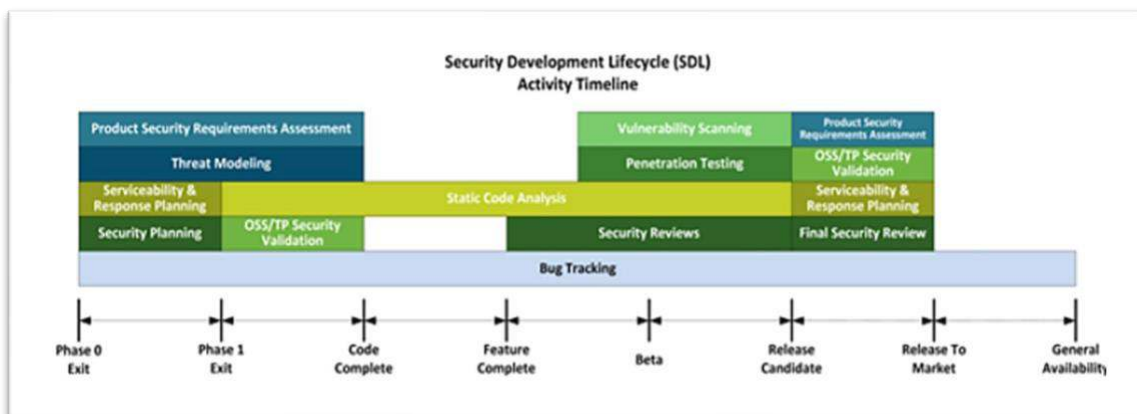 Security Development Lifecycle (SDL)
Activity Timeline
Product Security Requirements Assessment
Vulnerability Scanning
Product Security
Requirements Assessment
Threat Modeling
Penetration Testing
OSS/TP Security
Validation
Serviceability &
Response Planning
Static Code Analysis
Serviceability &
Response Planning
Security Planning
OSS/TP Security
Validation
Security Reviews
Final Security Review
Bug Tracking
Phase 0
Exit
Phase 1
Exit
Code
Complete
Feature
Complete
Beta
Release
Candidate
Release To
Market
General
Availability